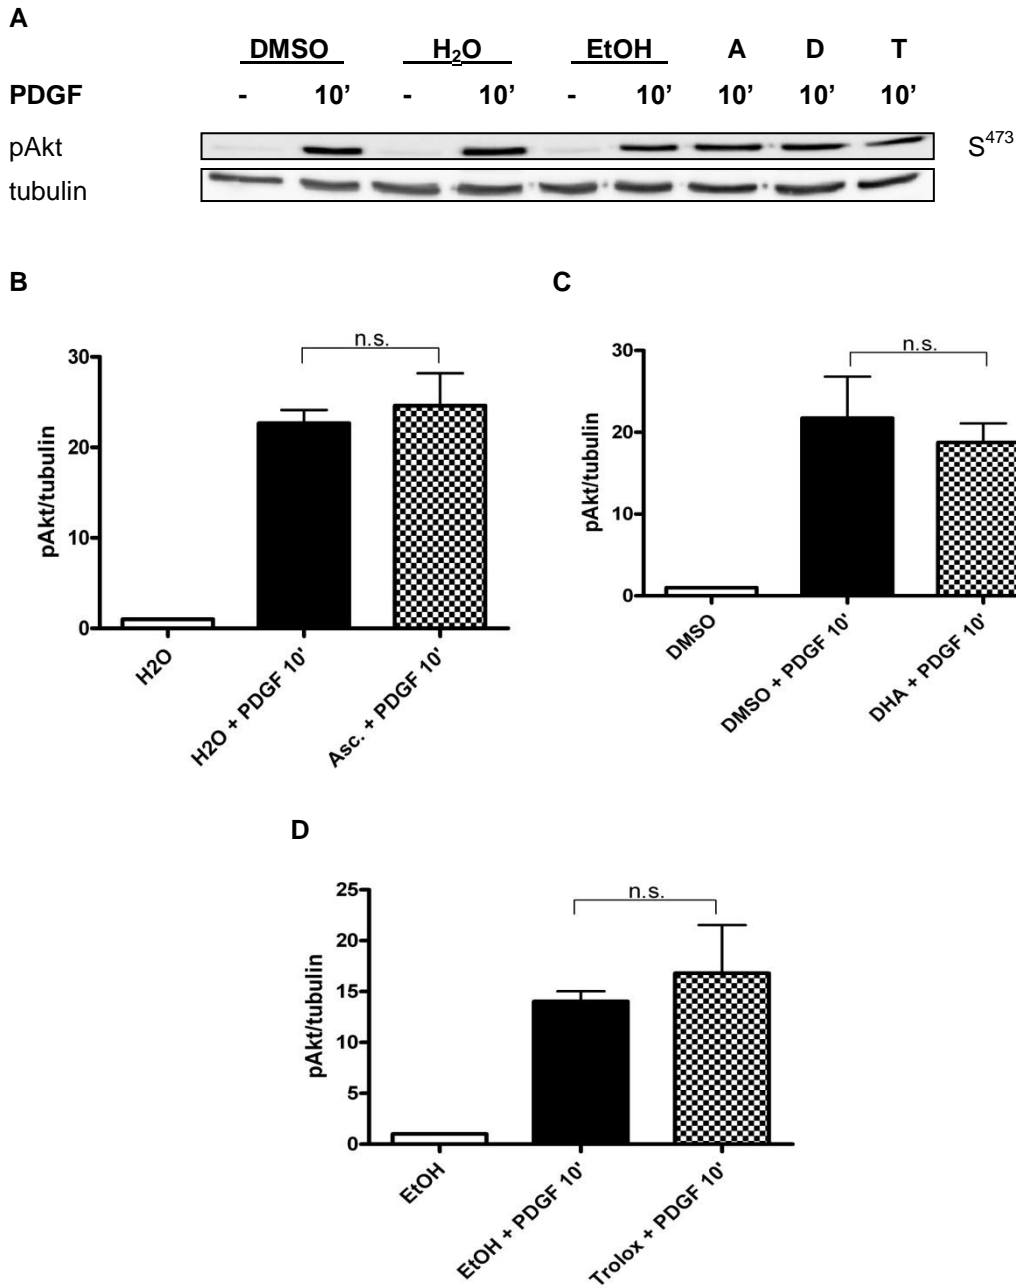 A
DMSO H₂O EtOH A D T
PDGF - 10’ - 10’ - 10’ 10’ 10’ 10’
pAkt S⁴⁷³
tubulin
B
n.s.
30
20
10
0
pAkt/tubulin
H2O
H2O + PDGF 10'
Asc. + PDGF 10'
C
n.s.
30
20
10
0
pAkt/tubulin
DMSO
DMSO + PDGF 10'
DHA + PDGF 10'
D
n.s.
25
20
15
10
5
0
pAkt/tubulin
EtOH
EtOH + PDGF 10'
Trolox + PDGF 10'